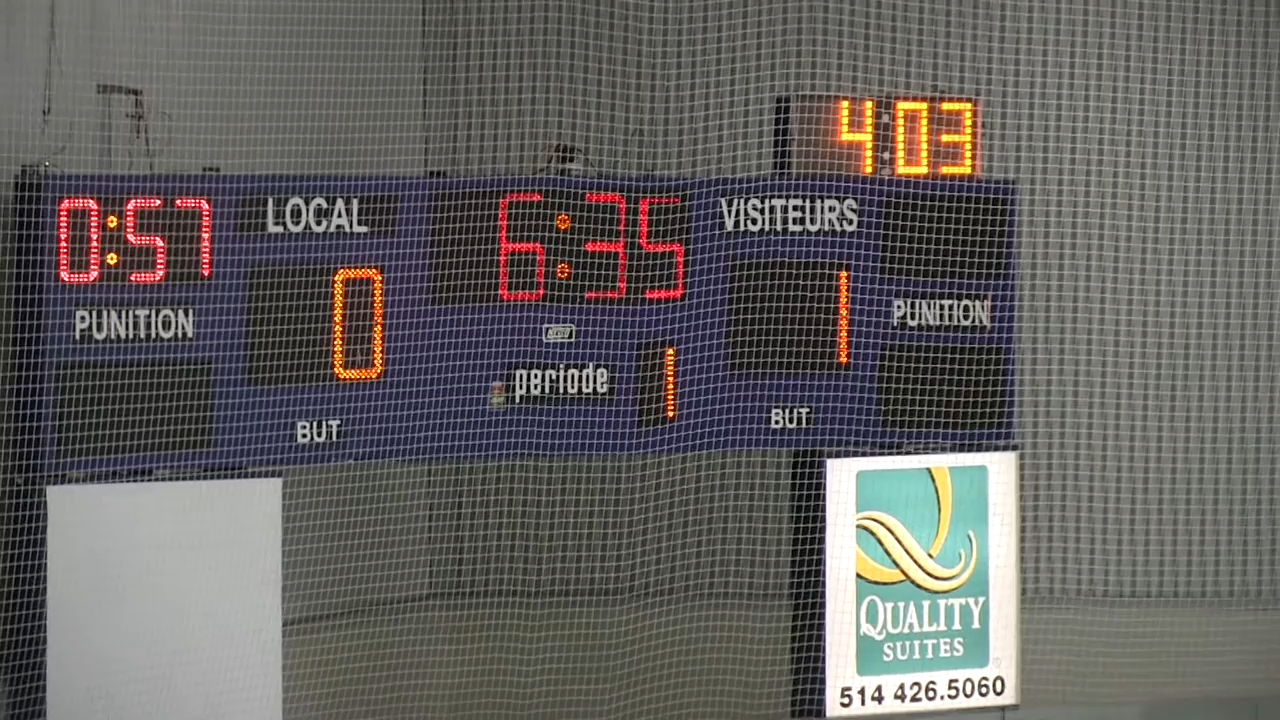 4:03
0:57 LOCAL 6:35 VISITEURS
0 1
PUNITION PUNITION
periode 1
BUT BUT
QUALITY
SUITES
514 426.5060